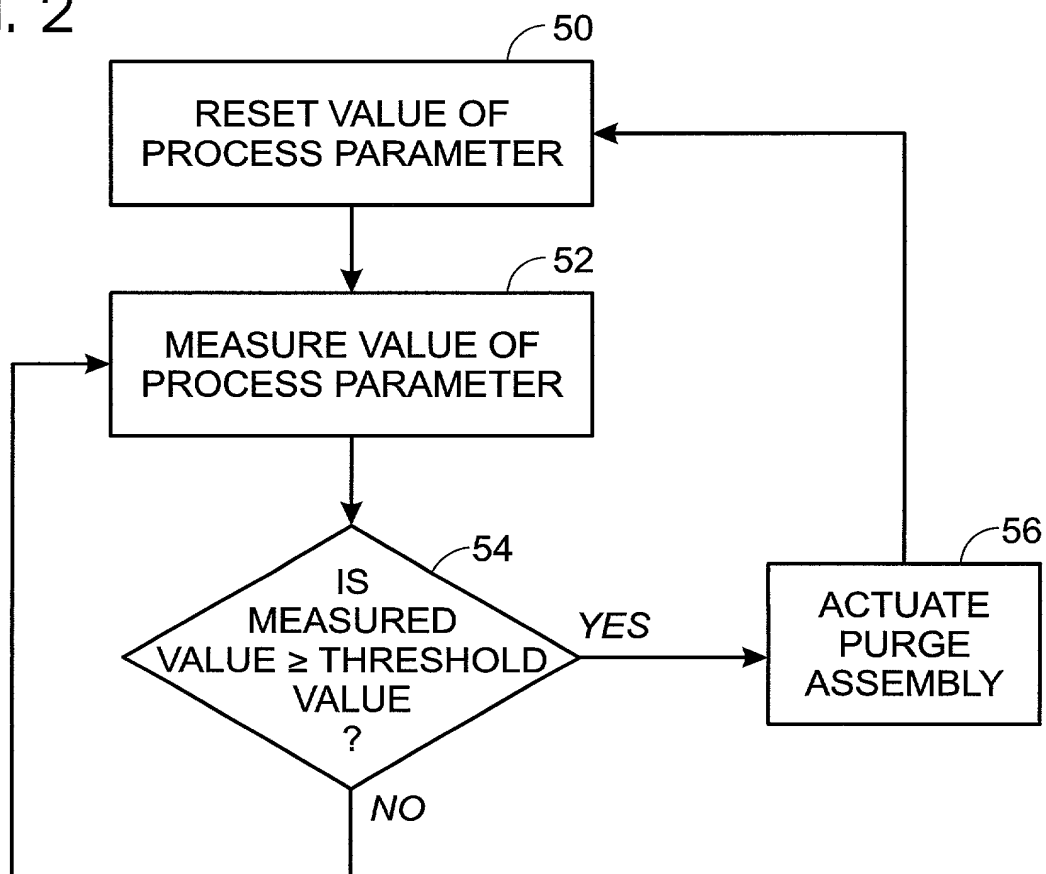 . 2
50
RESET VALUE OF
PROCESS PARAMETER
52
MEASURE VALUE OF
PROCESS PARAMETER
54
IS
MEASURED
VALUE ≥ THRESHOLD
VALUE
?
YES
56
ACTUATE
PURGE
ASSEMBLY
NO